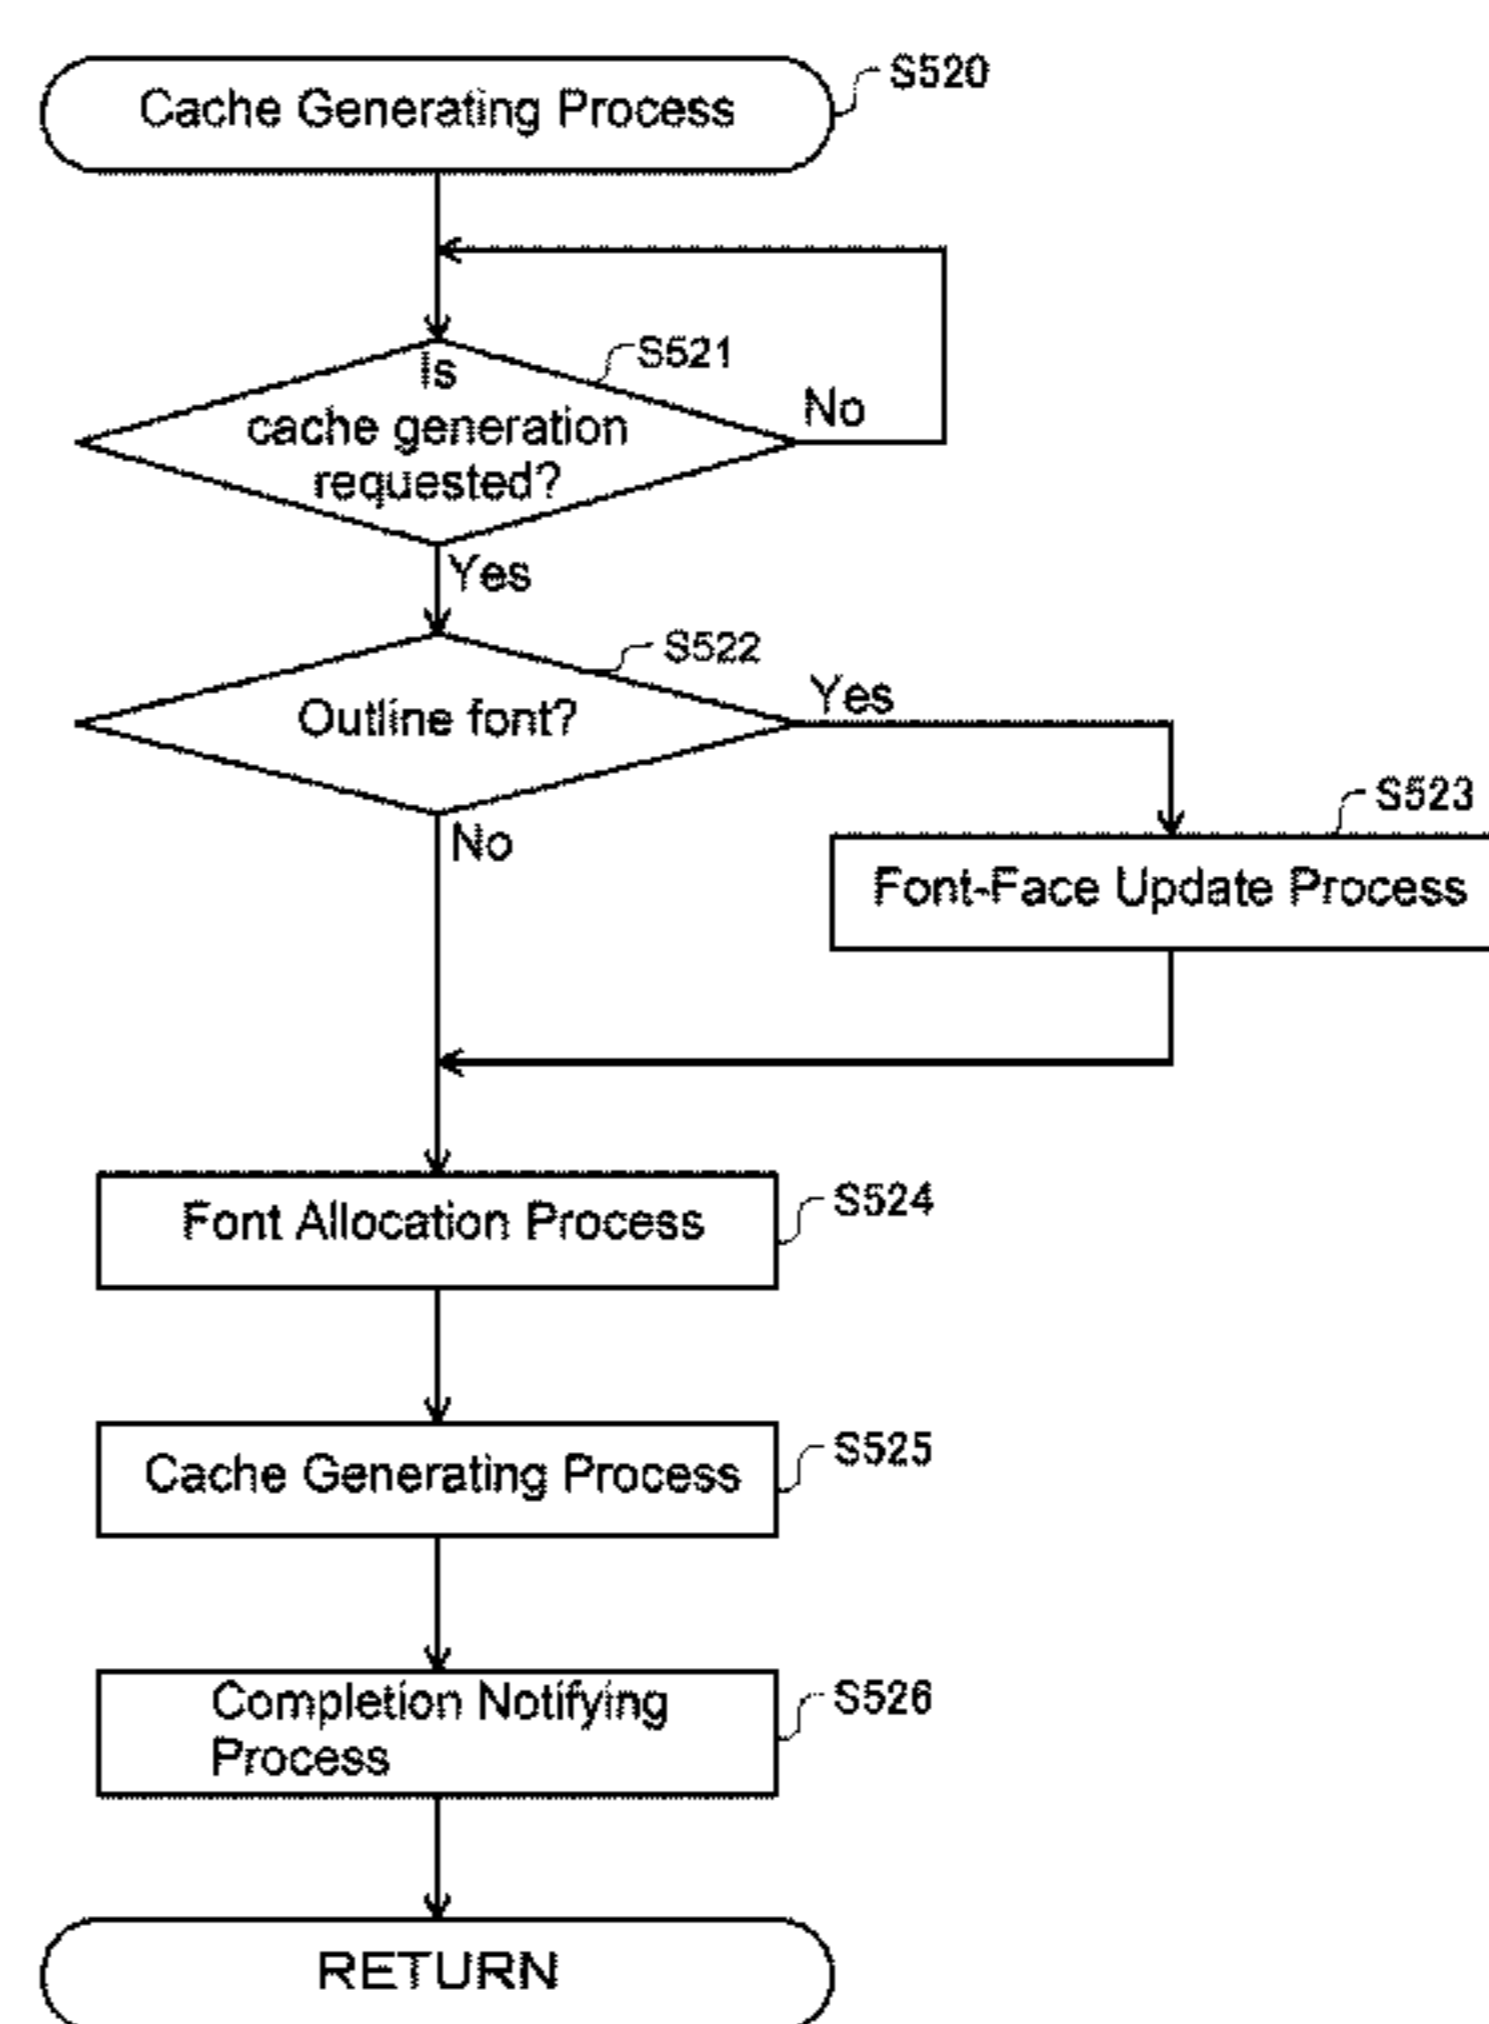 Cache Generating Process
S520
Is
S521
cache generation
requested?
No
Yes
S522
Outline font?
Yes
No
S523
Font-Face Update Process
Font Allocation Process
S524
Cache Generating Process
S525
Completion Notifying
Process
S526
RETURN